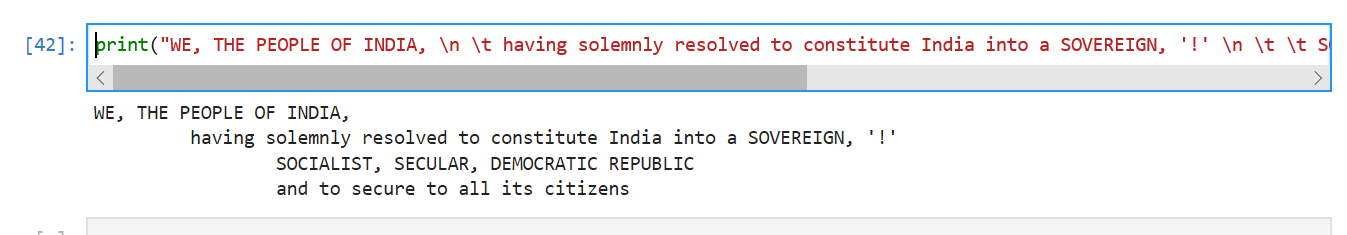 [42]: print("WE, THE PEOPLE OF INDIA, \n \t having solemnly resolved to constitute India into a SOVEREIGN, '!' \n \t \t S
WE, THE PEOPLE OF INDIA,
having solemnly resolved to constitute India into a SOVEREIGN, '!'
SOCIALIST, SECULAR, DEMOCRATIC REPUBLIC
and to secure to all its citizens